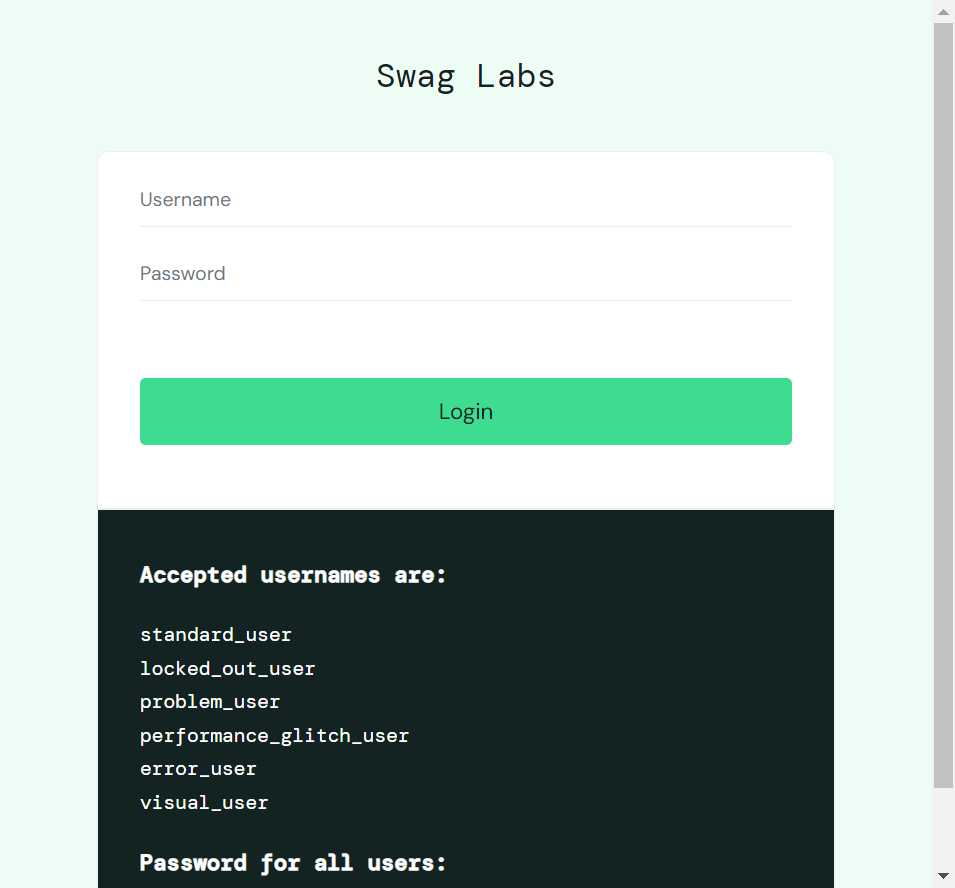 Swag Labs
Username
Password
Login
Accepted usernames are:
standard_user
locked_out_user
problem_user
performance_glitch_user
error_user
visual_user
Password for all users: